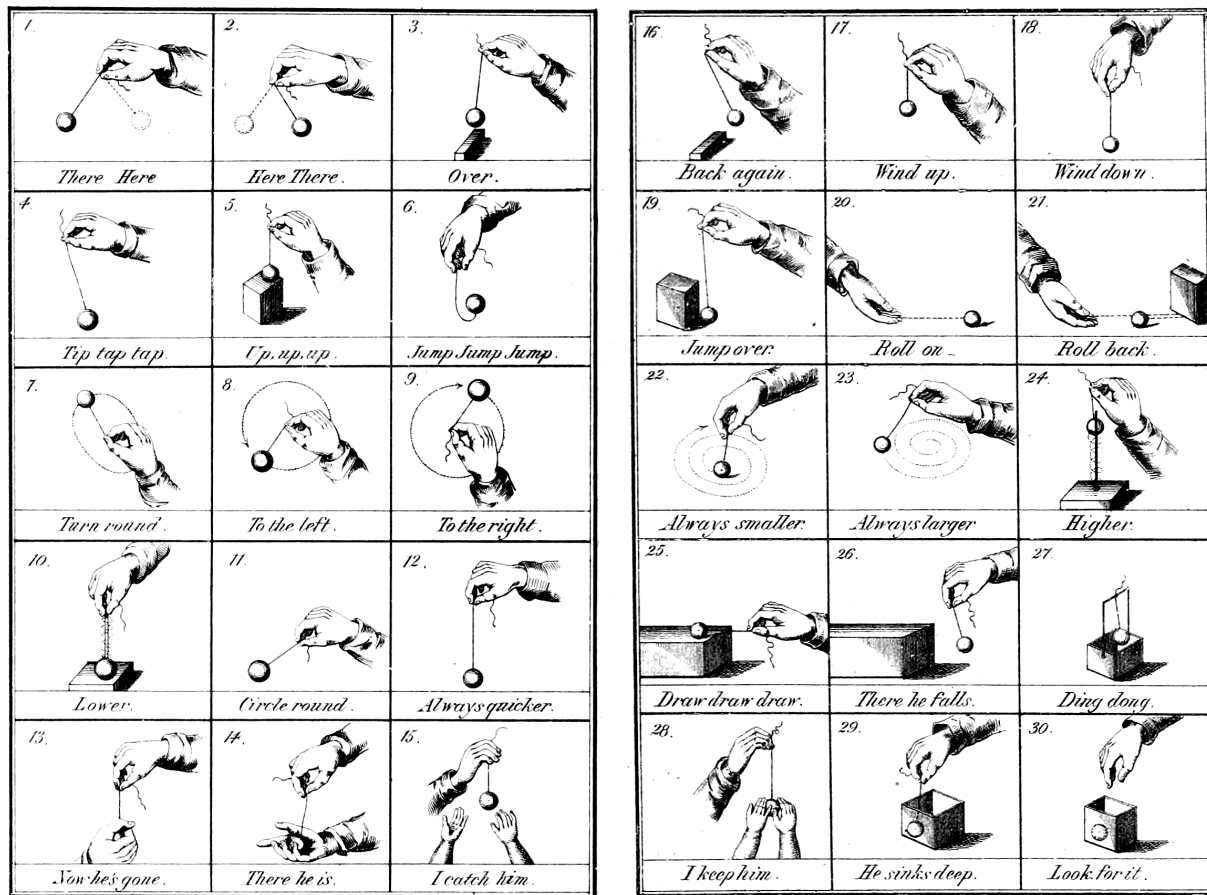 1.
There Here
2.
Here There.
3.
Over.
4.
Tip tap tap.
5.
Up, up, up.
6.
Jump Jump Jump.
7.
Turn round.
8.
To the left.
9.
To the right.
10.
Lower.
11.
Circle round.
12.
Always quicker.
13.
Now he's gone.
14.
There he is.
15.
I catch him.
16.
Back again.
17.
Wind up.
18.
Wind down.
19.
Jump over.
20.
Roll on_
21.
Roll back.
22.
Always smaller.
23.
Always larger
24.
Higher.
25.
Draw draw draw.
26.
There he falls.
27.
Ding dong.
28.
I keep him.
29.
He sinks deep.
30.
Look for it.